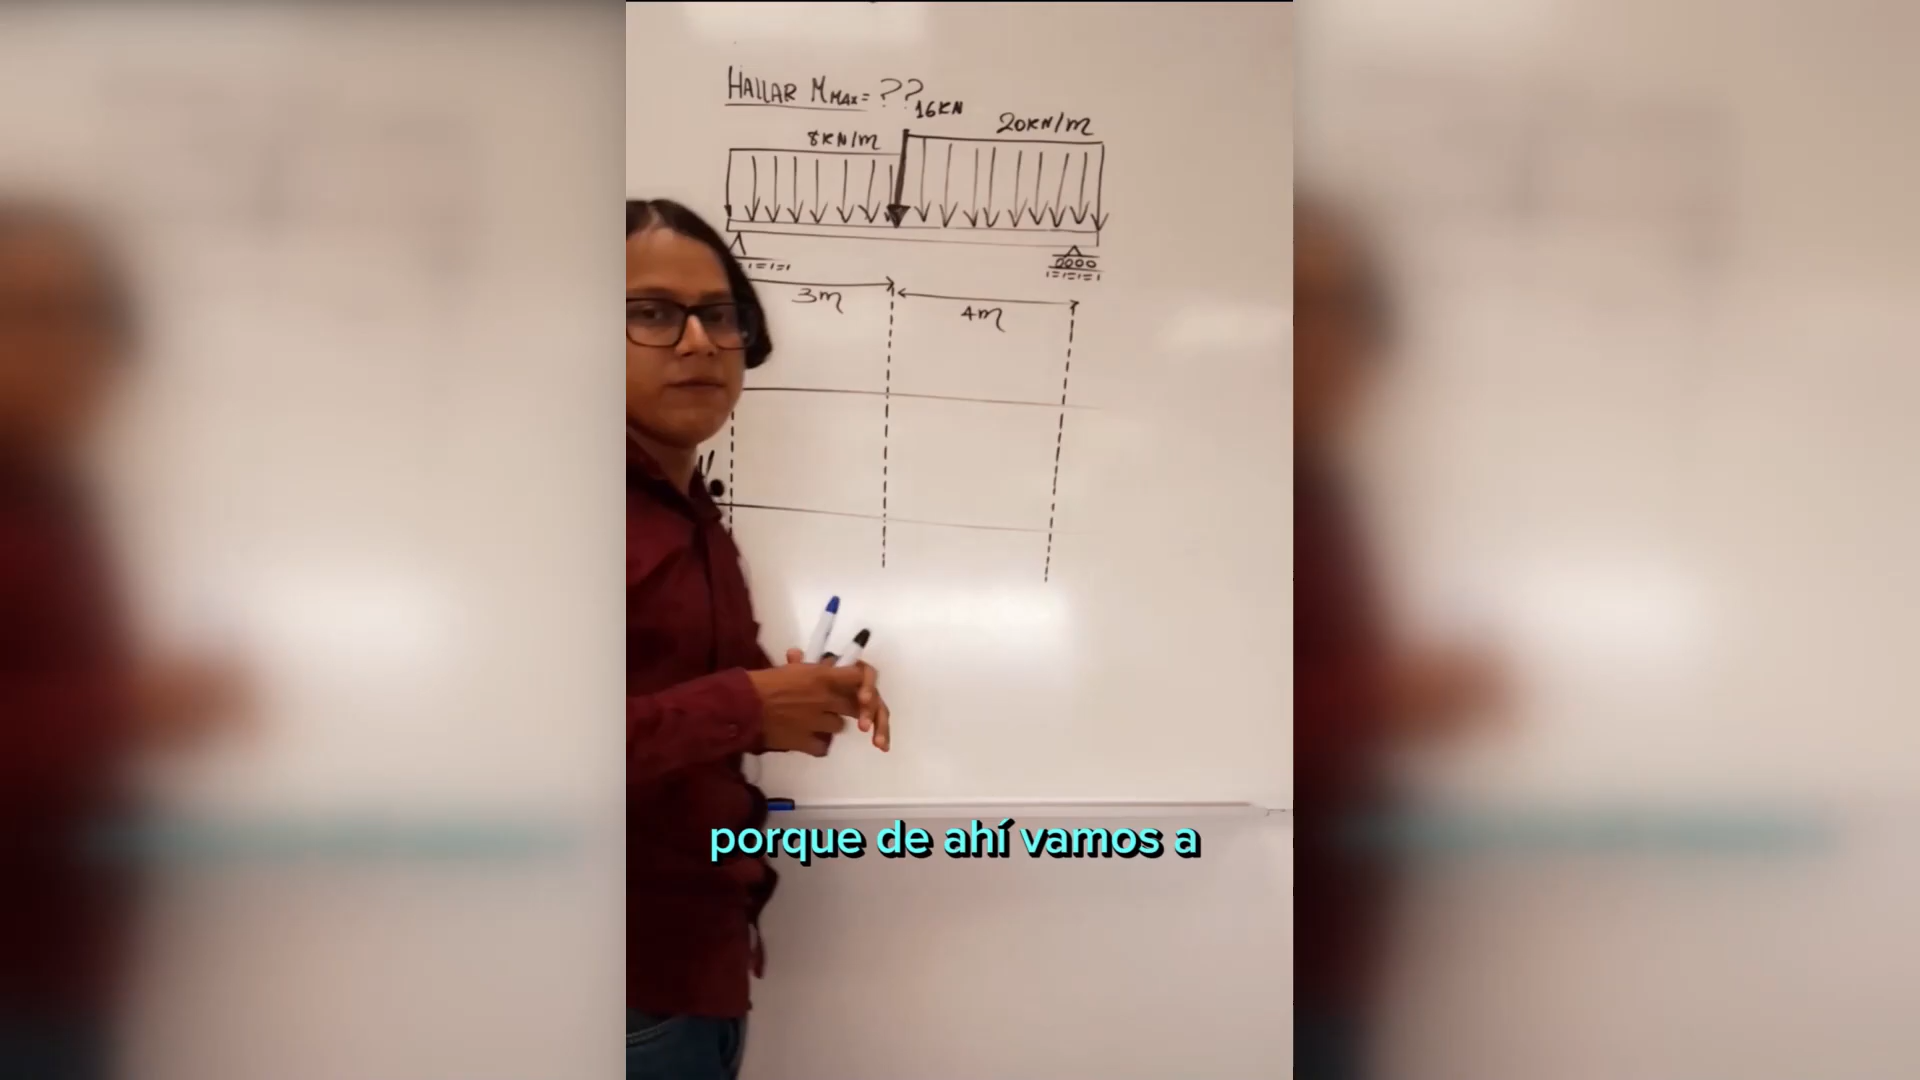 HALLAR MMAX= ??
16KN
8KN/m
20KN/m
3m
4m
porque de ahí vamos a